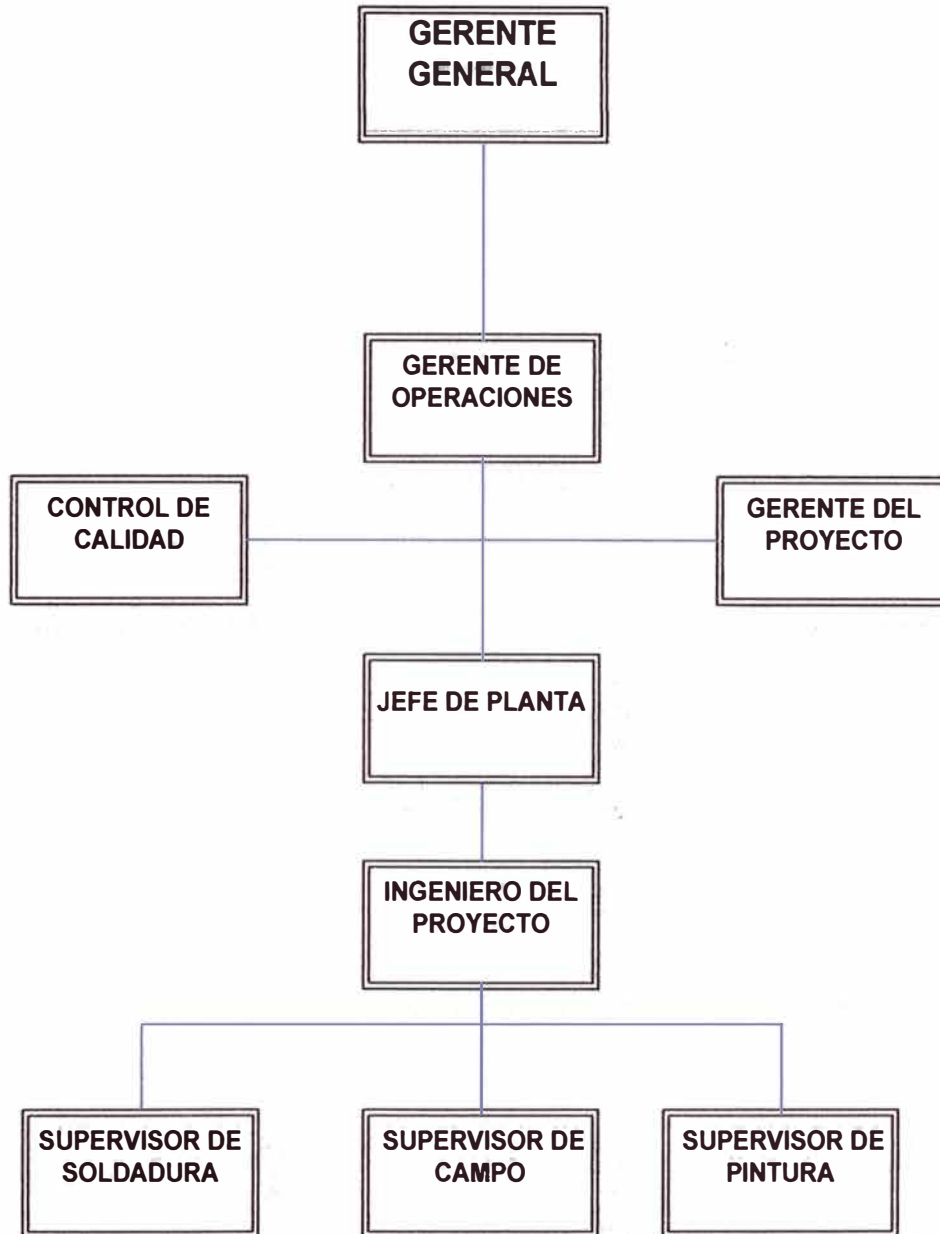 GERENTE
GENERAL
GERENTE DE
OPERACIONES
CONTROL DE
CALIDAD
GERENTE DEL
PROYECTO
JEFE DE PLANTA
INGENIERO DEL
PROYECTO
SUPERVISOR DE
SOLDADURA
SUPERVISOR DE
CAMPO
SUPERVISOR DE
PINTURA